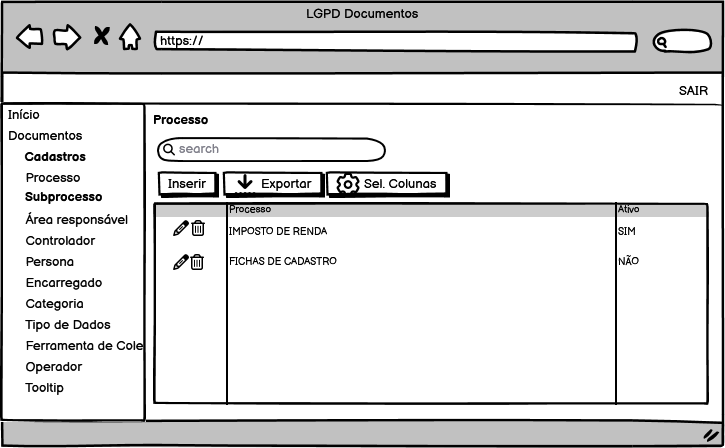 LGPD Documentos
https://
SAIR
Início
Documentos
Cadastros
Processo
Subprocesso
Área responsável
Controlador
Persona
Encarregado
Categoria
Tipo de Dados
Ferramenta de Cole
Operador
Tooltip
Processo
search
Inserir
Exportar
Sel. Colunas
Processo Ativo
IMPOSTO DE RENDA SIM
FICHAS DE CADASTRO NÃO